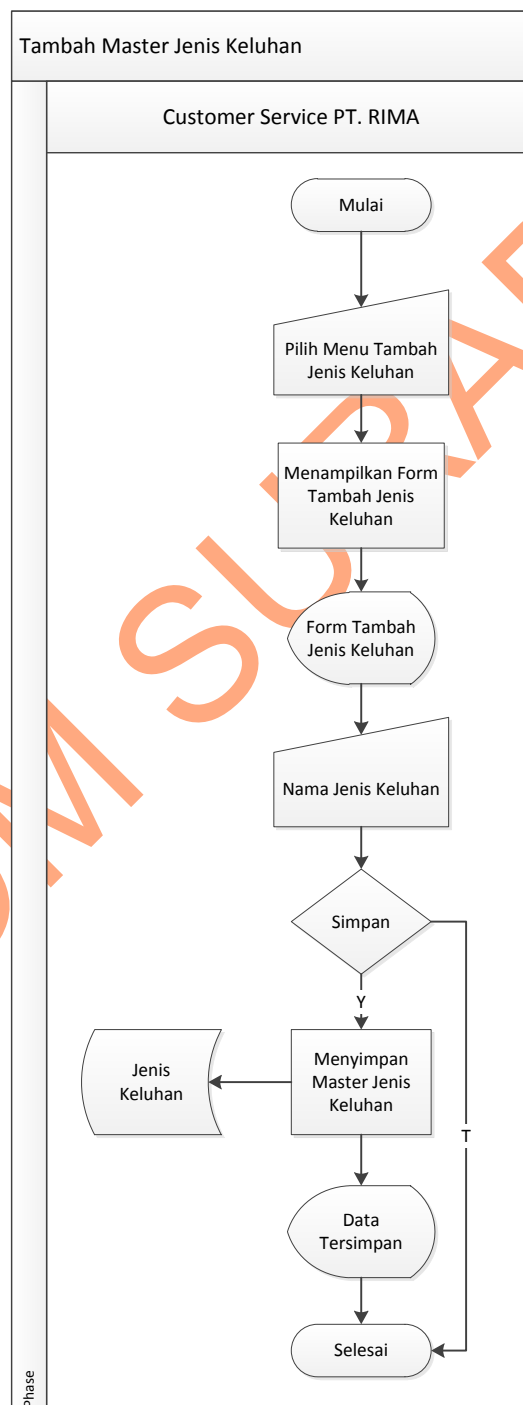 Tambah Master Jenis Keluhan
Customer Service PT. RIMA
Mulai
Pilih Menu Tambah
Jenis Keluhan
Menampilkan Form
Tambah Jenis
Keluhan
Form Tambah
Jenis Keluhan
Nama Jenis Keluhan
Simpan
Y
Jenis
Keluhan
Menyimpan
Master Jenis
Keluhan
T
Data
Tersimpan
Selesai
Phase